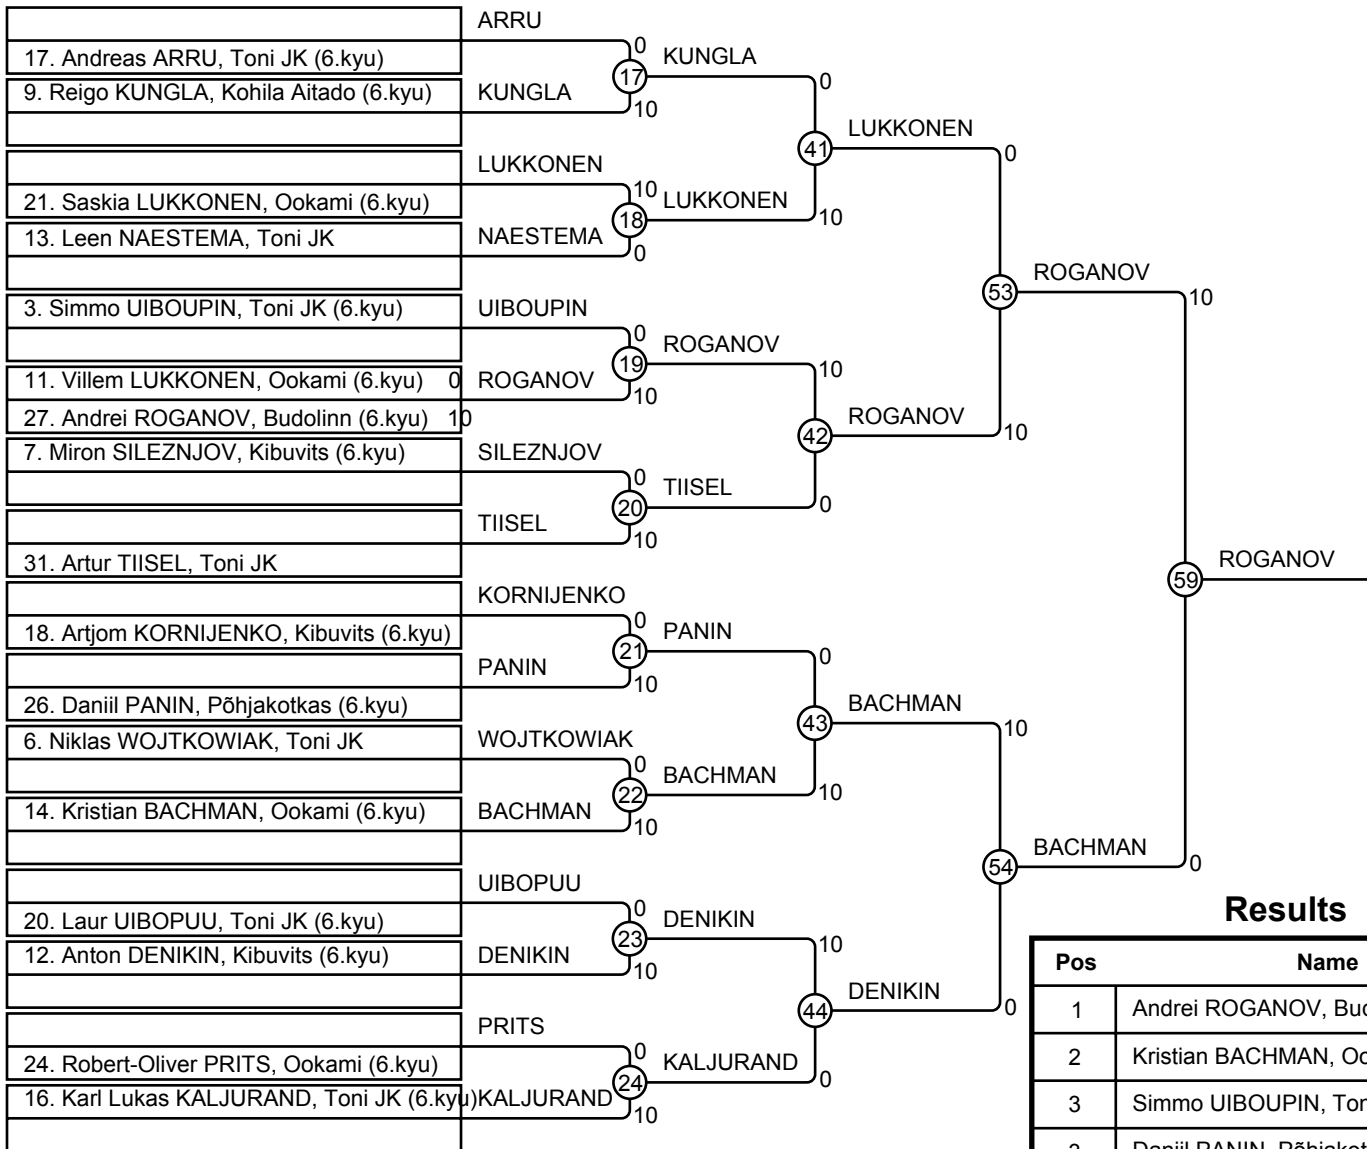 ARRU
17. Andreas ARRU, Toni JK (6.kyu)
0
17
KUNGLA
9. Reigo KUNGLA, Kohila Aitado (6.kyu)
KUNGLA
10
0
41
LUKKONEN
LUKKONEN
21. Saskia LUKKONEN, Ookami (6.kyu)
10
18
LUKKONEN
10
0
13. Leen NAESTEMA, Toni JK
NAESTEMA
0
53
ROGANOV
10
3. Simmo UIBOUPIN, Toni JK (6.kyu)
UIBOUPIN
0
19
ROGANOV
10
11. Villem LUKKONEN, Ookami (6.kyu) 0
ROGANOV
10
27. Andrei ROGANOV, Budolinn (6.kyu) 10
42
ROGANOV
10
7. Miron SILEZNJOV, Kibuvits (6.kyu)
SILEZNJOV
0
20
TIISEL
0
TIISEL
10
31. Artur TIISEL, Toni JK
59
ROGANOV
KORNIJENKO
18. Artjom KORNIJENKO, Kibuvits (6.kyu)
0
21
PANIN
0
PANIN
10
26. Daniil PANIN, Põhjakotkas (6.kyu)
43
BACHMAN
10
6. Niklas WOJTKOWIAK, Toni JK
WOJTKOWIAK
0
22
BACHMAN
10
14. Kristian BACHMAN, Ookami (6.kyu)
BACHMAN
10
54
BACHMAN
0
UIBOPUU
20. Laur UIBOPUU, Toni JK (6.kyu)
0
23
DENIKIN
10
12. Anton DENIKIN, Kibuvits (6.kyu)
DENIKIN
10
44
DENIKIN
0
PRITS
24. Robert-Oliver PRITS, Ookami (6.kyu)
0
24
KALJURAND
0
16. Karl Lukas KALJURAND, Toni JK (6.kyu)
KALJURAND
10
Results
Pos Name
1 Andrei ROGANOV,
2 Kristian BACHMAN,
3 Simmo UIBOUPIN,